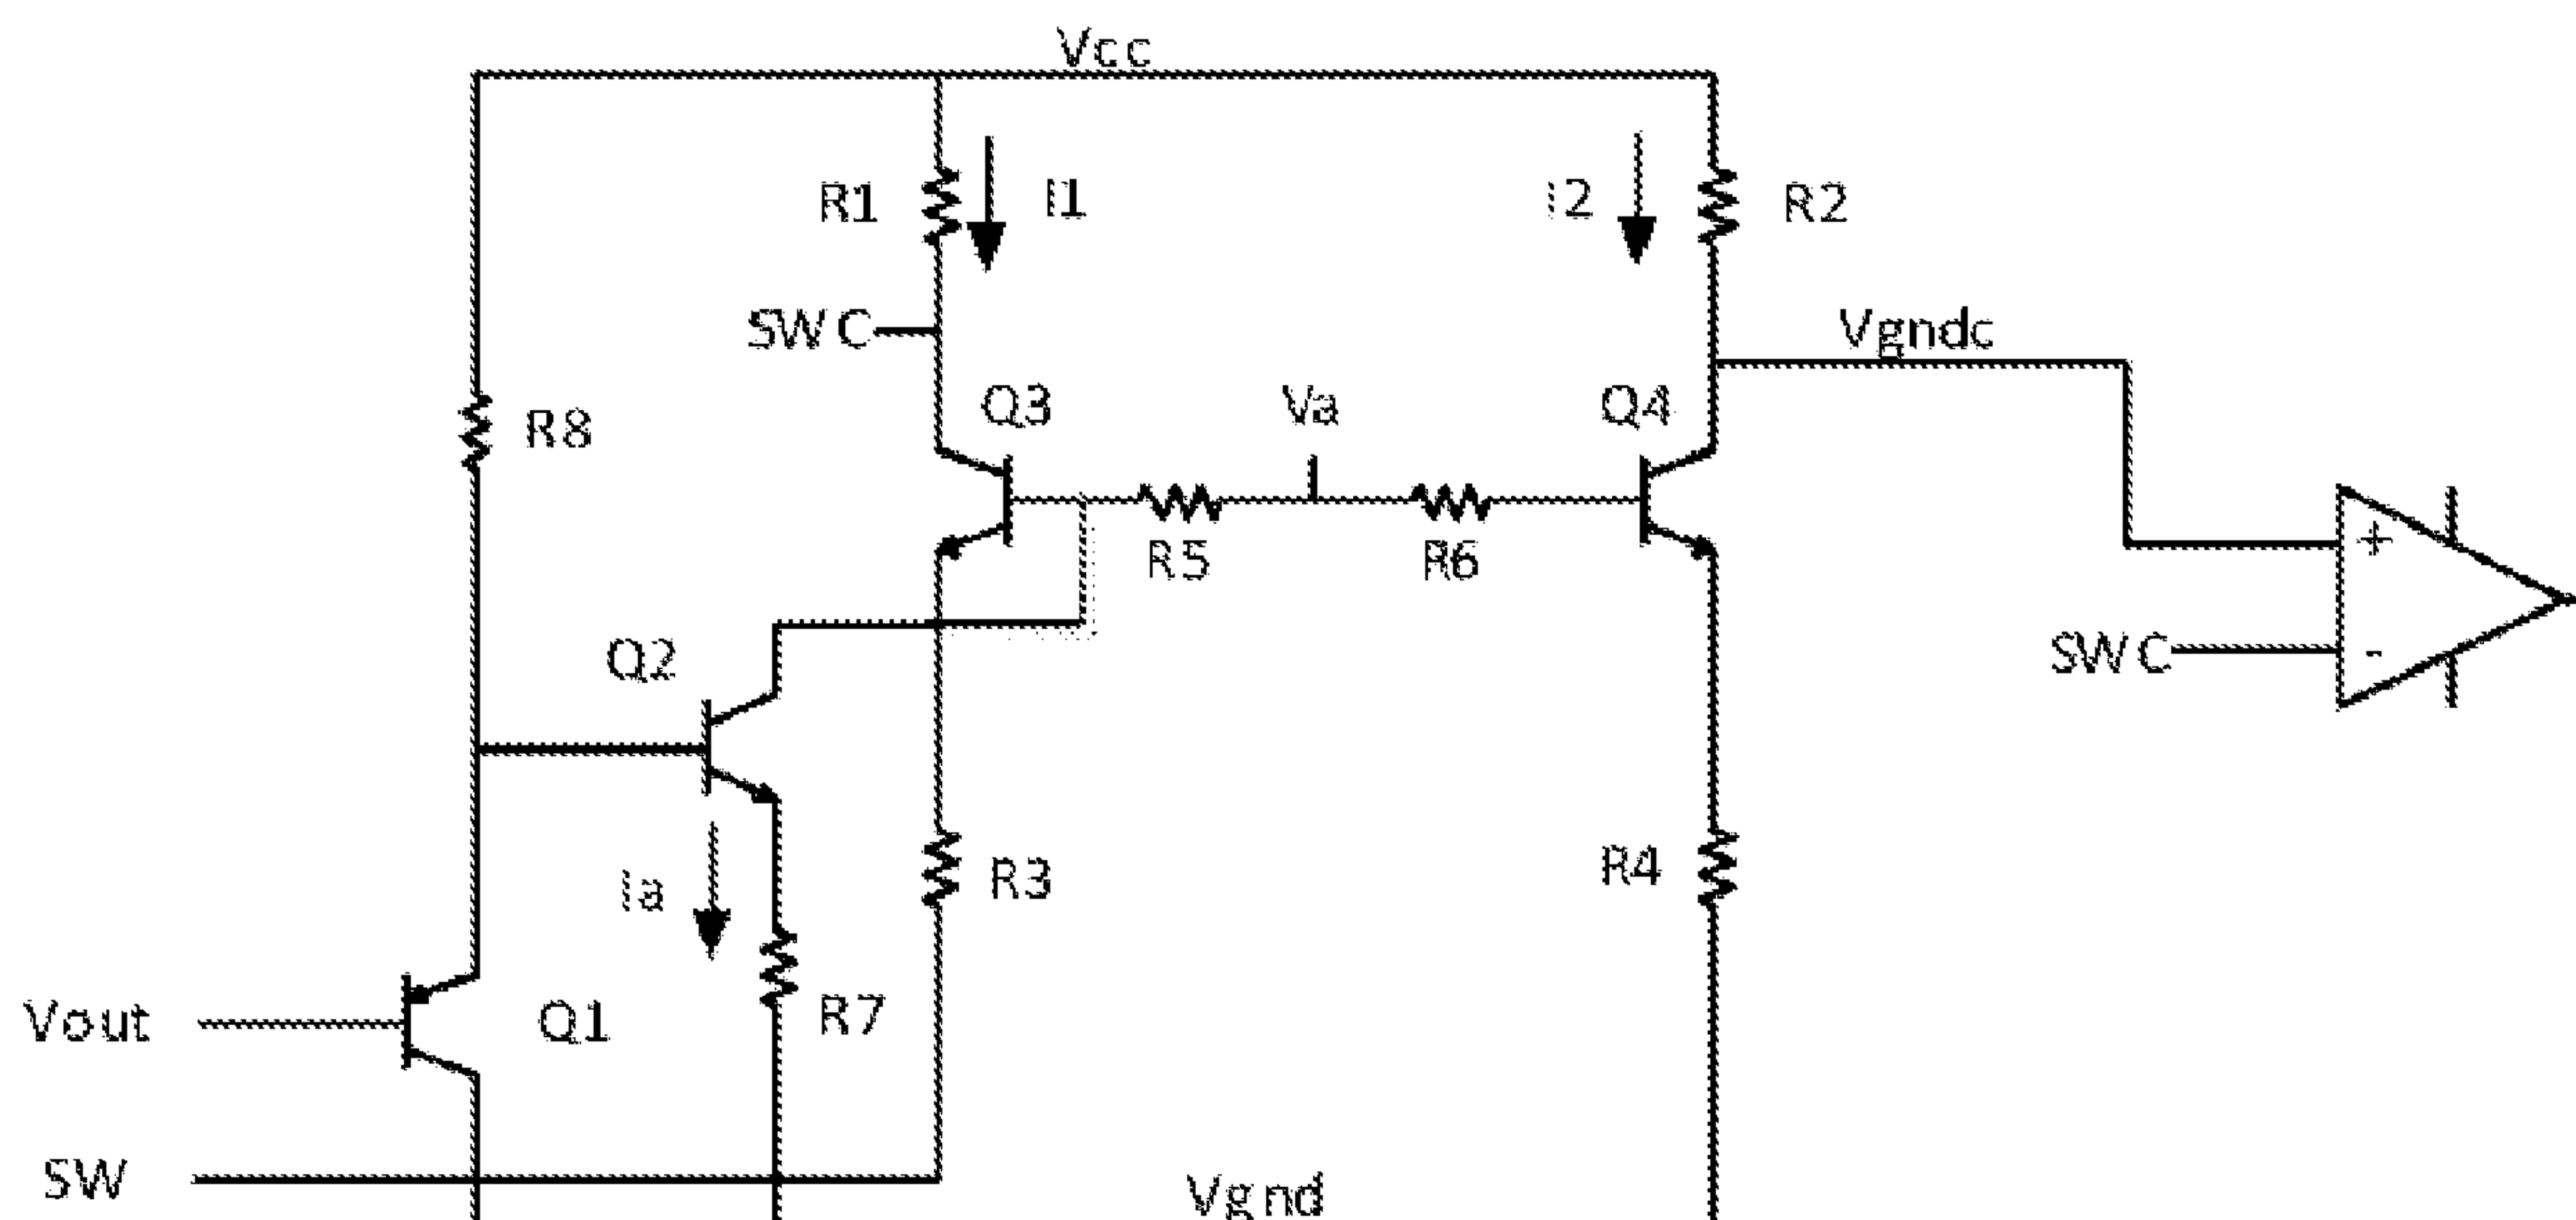 Vcc
R1
I1
I2
R2
SWC
Vgndc
Q3
Va
Q4
R8
+
R5
R6
Q2
SWC
-
Ia
R3
R4
Vout
Q1
R7
SW
Vgnd